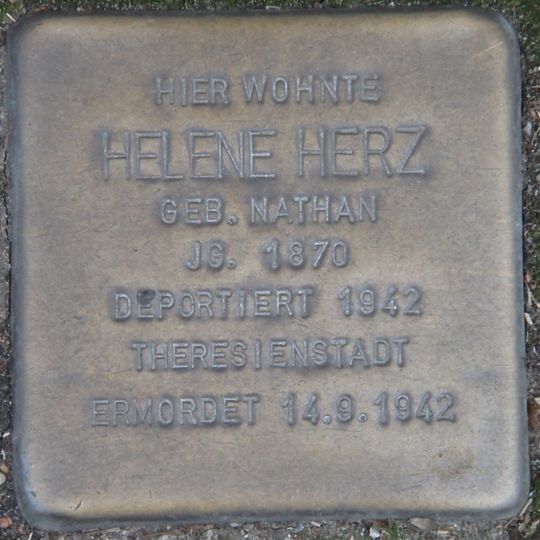 HIER WOHNTE
HELENE HERZ
GEB. NATHAN
JG. 1870
DEPORTIERT 1942
THERESIENSTADT
ERMORDET 14.9.1942